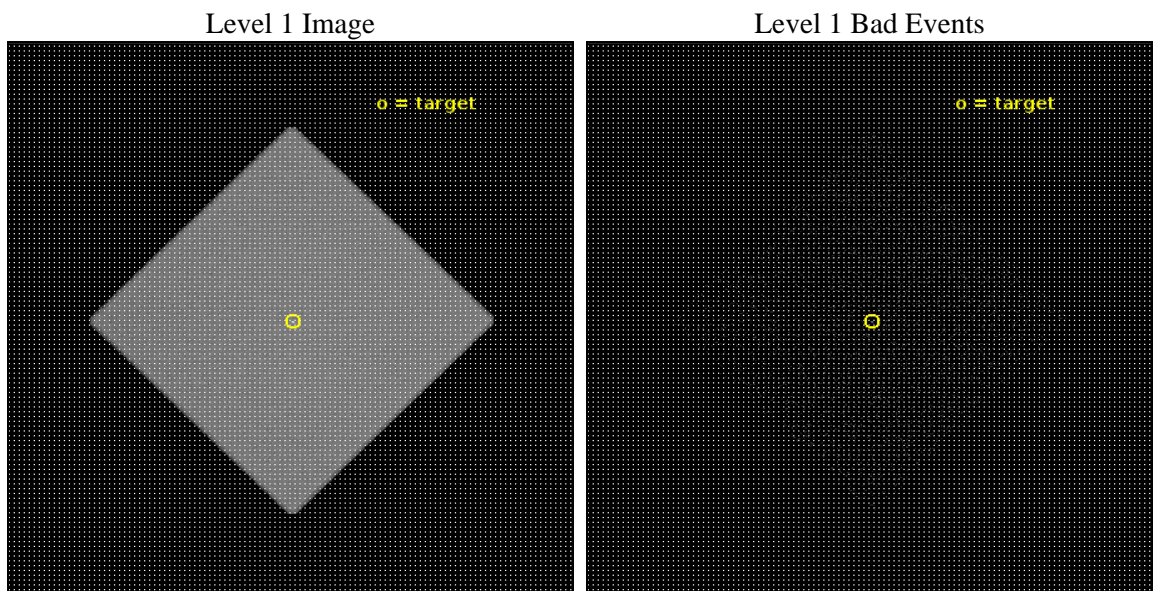 Level 1 Image
Level 1 Bad Events
o = target
o = target